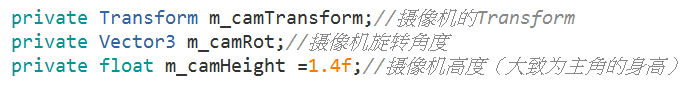 private Transform m_camTransform;//摄像机的Transform
private Vector3 m_camRot;//摄像机旋转角度
private float m_camHeight =1.4f;//摄像机高度（大致为主角的身高）